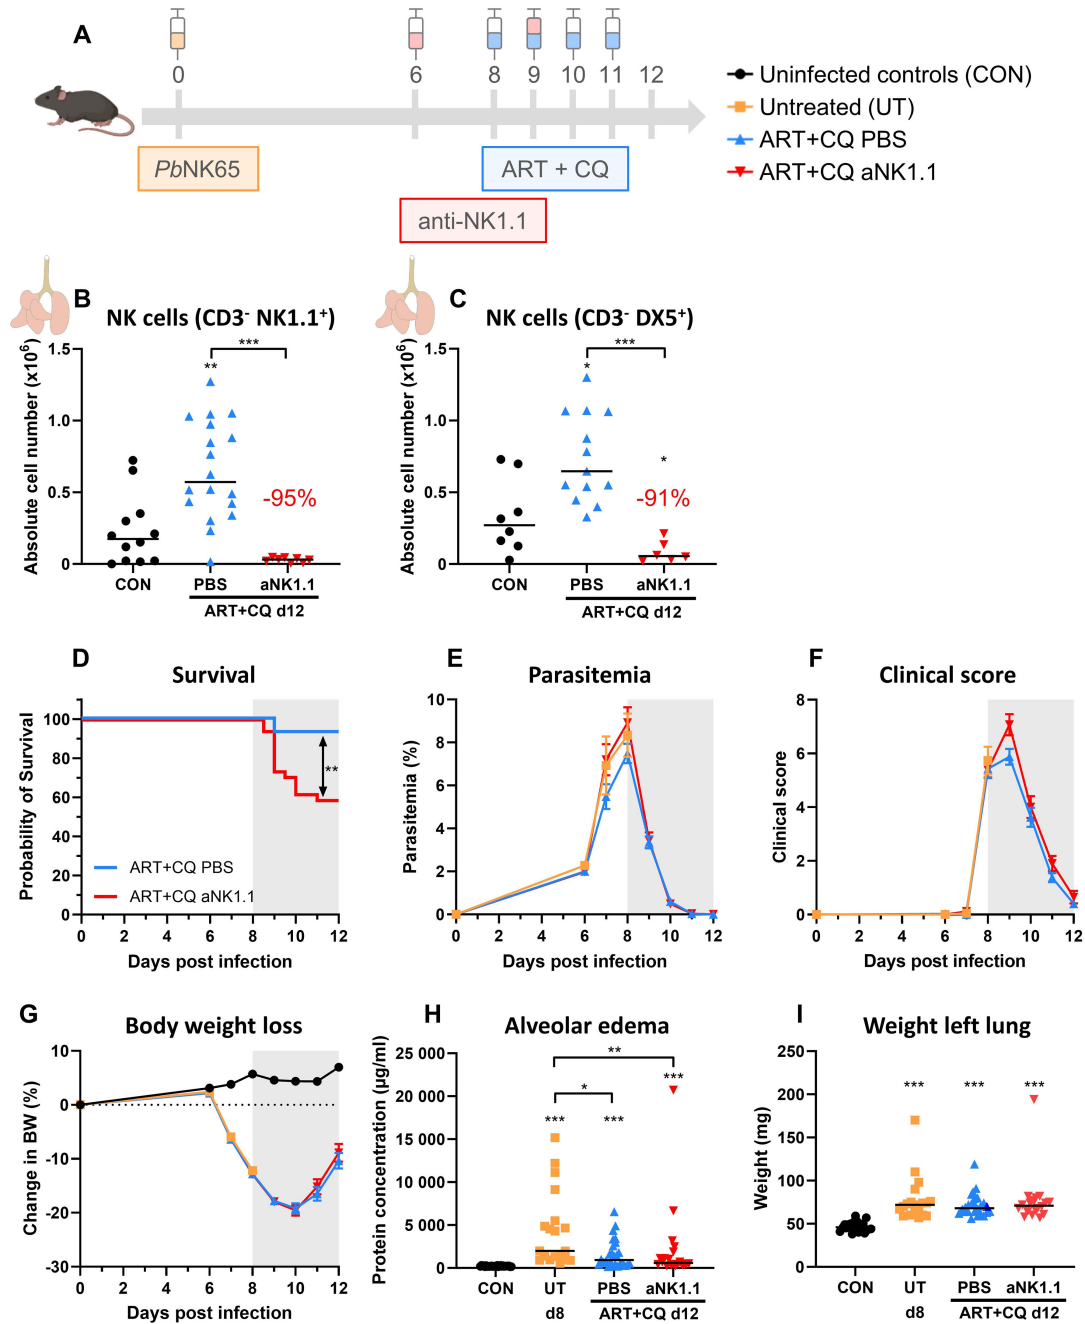 A
0
6
8
9
10
11
12
PbNK65
ART + CQ
anti-NK1.1
Uninfected controls (CON)
Untreated (UT)
ART+CQ PBS
ART+CQ aNK1.1
B
NK cells (CD3- NK1.1+)
Absolute cell number (x10⁶)
1.5
1.0
0.5
0
**
***
-95%
CON
PBS
aNK1.1
ART+CQ d12
C
NK cells (CD3- DX5+)
Absolute cell number (x10⁶)
1.5
1.0
0.5
0
*
***
*
-91%
CON
PBS
aNK1.1
ART+CQ d12
D
Survival
Probability of Survival
100
80
60
40
20
0
**
ART+CQ PBS
ART+CQ aNK1.1
0 2 4 6 8 10 12
Days post infection
E
Parasitemia
Parasitemia (%)
10
8
6
4
2
0
0 2 4 6 8 10 12
Days post infection
F
Clinical score
Clinical score
8
6
4
2
0
0 2 4 6 8 10 12
Days post infection
G
Body weight loss
Change in BW (%)
10
0
-10
-20
-30
0 2 4 6 8 10 12
Days post infection
H
Alveolar edema
Protein concentration (µg/ml)
25 000
20 000
15 000
10 000
5 000
0
**
***
*
***
***
CON
UT
PBS
aNK1.1
d8
ART+CQ d12
I
Weight left lung
Weight (mg)
250
200
150
100
50
0
***
***
***
CON
UT
PBS
aNK1.1
d8
ART+CQ d12